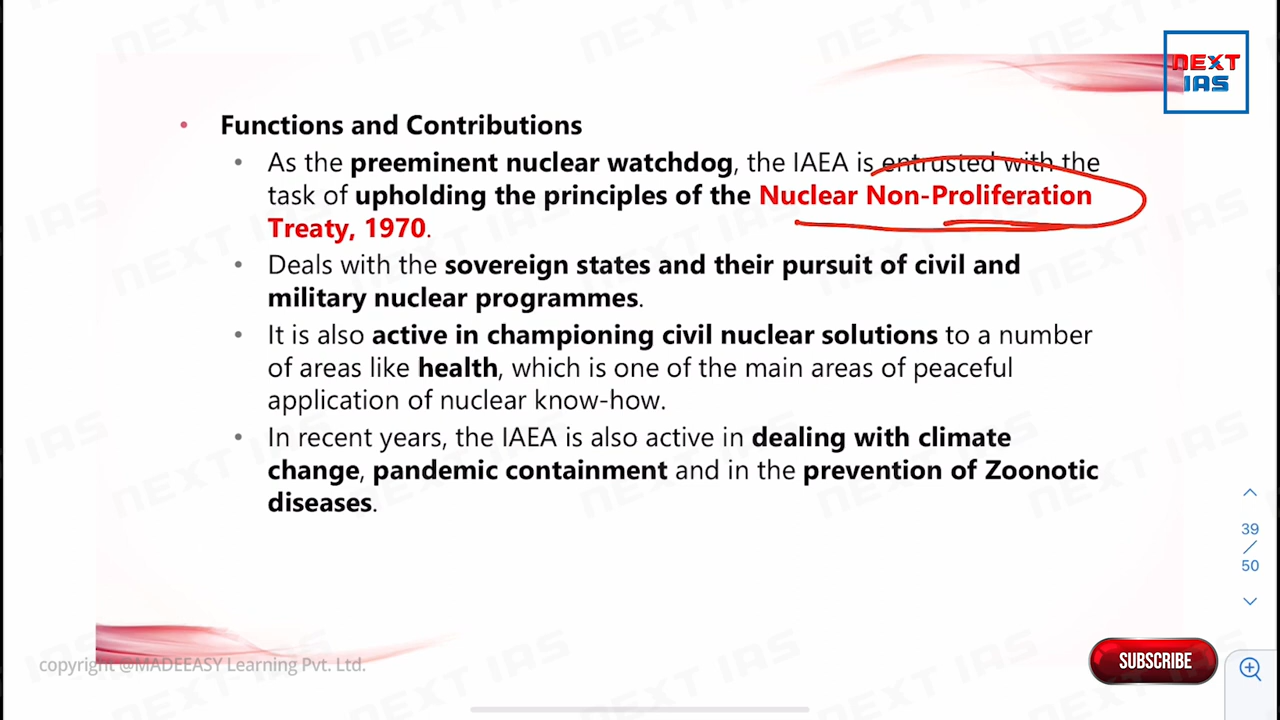 NEXT
IAS
• Functions and Contributions
• As the preeminent nuclear watchdog, the IAEA is entrusted with the
task of upholding the principles of the Nuclear Non-Proliferation
Treaty, 1970.
• Deals with the sovereign states and their pursuit of civil and
military nuclear programmes.
• It is also active in championing civil nuclear solutions to a number
of areas like health, which is one of the main areas of peaceful
application of nuclear know-how.
• In recent years, the IAEA is also active in dealing with climate
change, pandemic containment and in the prevention of Zoonotic
diseases.
39
/
50
copyright @MADEEASY Learning Pvt. Ltd.
SUBSCRIBE